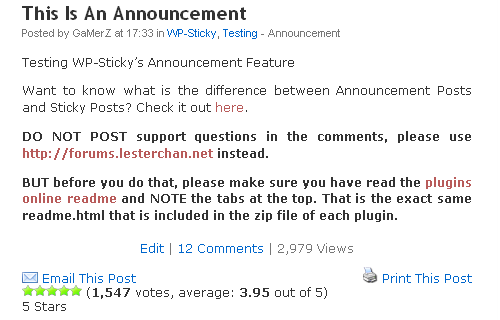 This Is An Announcement
Posted by GaMerZ at 17:33 in WP-Sticky, Testing - Announcement
Testing WP-Sticky's Announcement Feature
Want to know what is the difference between Announcement Posts
and Sticky Posts? Check it out here.
DO NOT POST support questions in the comments, please use
http://forums.lesterchan.net instead.
BUT before you do that, please make sure you have read the plugins
online readme and NOTE the tabs at the top. That is the exact same
readme.html that is included in the zip file of each plugin.
Edit | 12 Comments | 2,979 Views
Email This Post Print This Post
(1,547 votes, average: 3.95 out of 5)
5 Stars